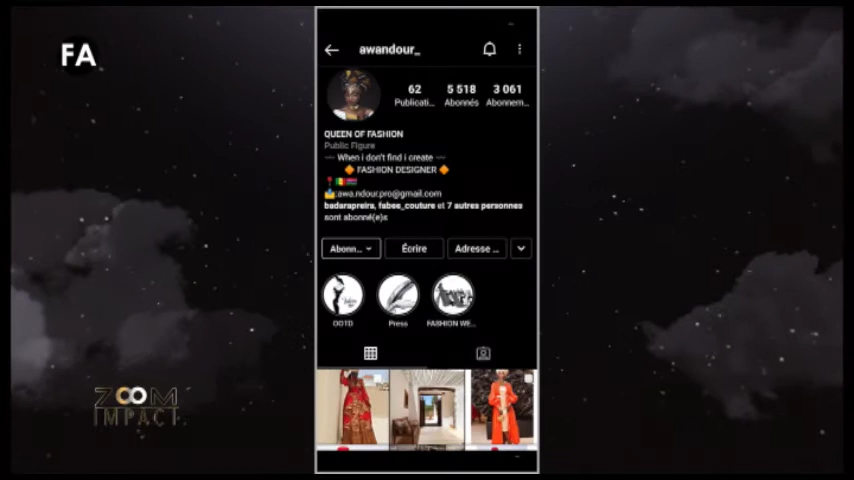 FA
awandour_
62 5 518 3 061
Publicati... Abonnés Abonnem...
QUEEN OF FASHION
Public Figure
When i don't find i create
FASHION DESIGNER
awa.ndour.pro@gmail.com
badarapreira, fabee_couture et 7 autres personnes
sont abonné(e)s
Abonn... Écrire Adresse ...
OOTD Press FASHION WE...
ZOOM
IMPACT